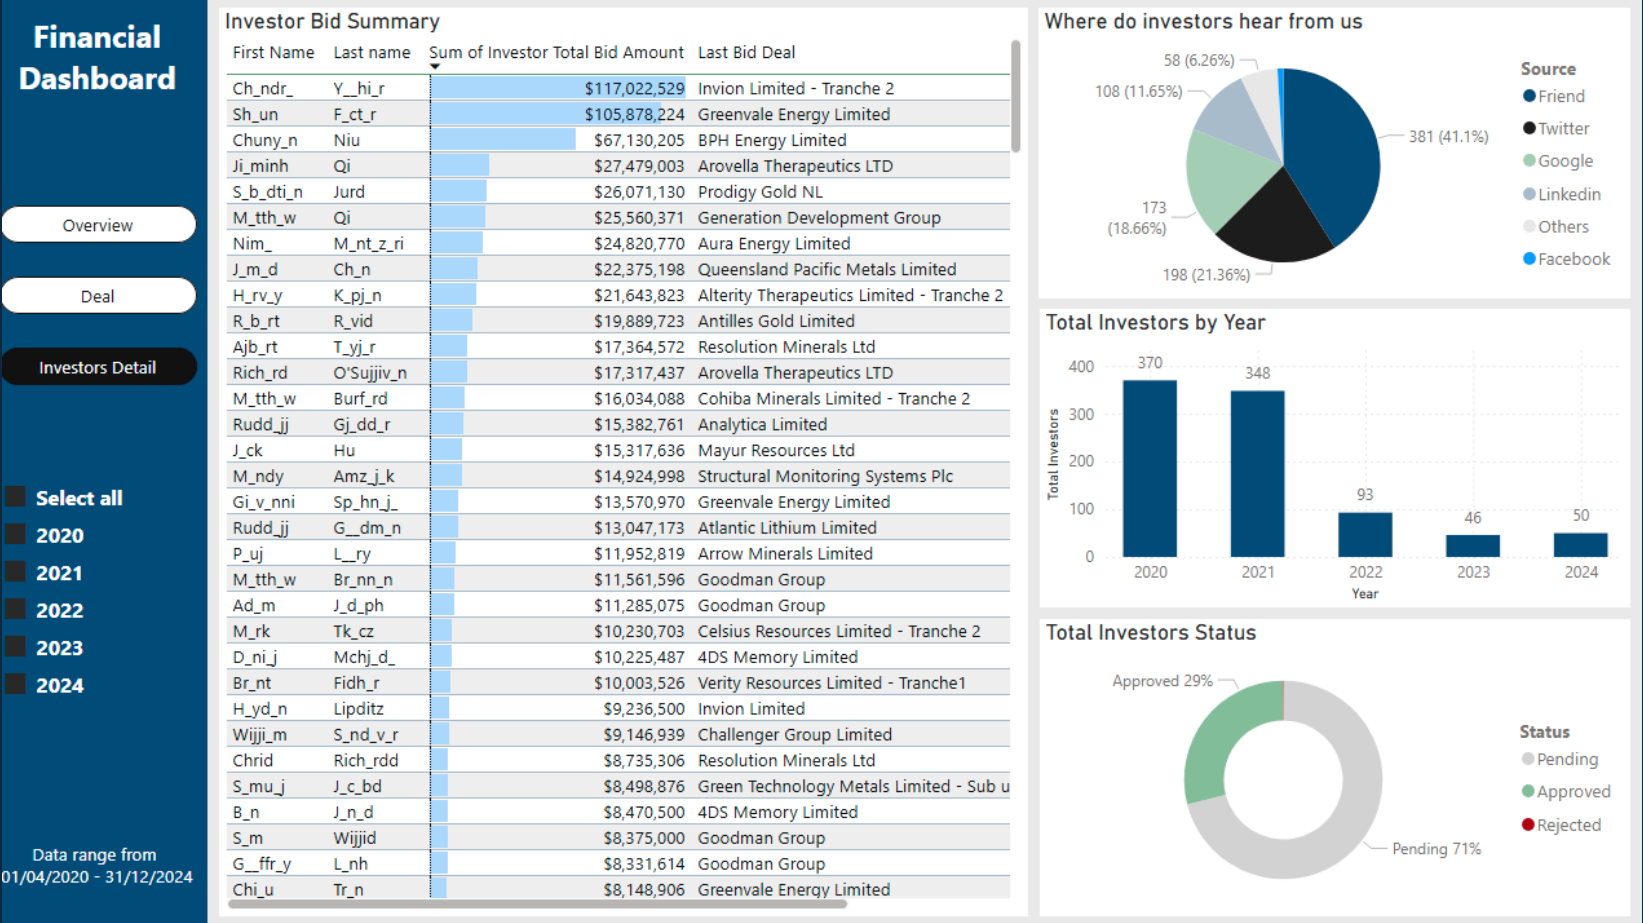 Financial
Dashboard
Overview
Deal
Investors Detail
Select all
2020
2021
2022
2023
2024
Data range from
01/04/2020 - 31/12/2024
Investor Bid Summary
First Name Last name Sum of Investor Total Bid Amount Last Bid Deal
Ch_ndr_ Y__hi_r $117,022,529 Invion Limited - Tranche 2
Sh_un F_ct_r $105,878,224 Greenvale Energy Limited
Chuny_n Niu $67,130,205 BPH Energy Limited
Ji_minh Qi $27,479,003 Arovella Therapeutics LTD
S_b_dti_n Jurd $26,071,130 Prodigy Gold NL
M_tth_w Qi $25,560,371 Generation Development Group
Nim_ M_nt_z_ri $24,820,770 Aura Energy Limited
J_m_d Ch_n $22,375,198 Queensland Pacific Metals Limited
H_rv_y K_pj_n $21,643,823 Alterity Therapeutics Limited - Tranche 2
R_b_rt R_vid $19,889,723 Antilles Gold Limited
Ajb_rt T_yj_r $17,364,572 Resolution Minerals Ltd
Rich_rd O'Sujjiv_n $17,317,437 Arovella Therapeutics LTD
M_tth_w Burf_rd $16,034,088 Cohiba Minerals Limited - Tranche 2
Rudd_jj Gj_dd_r $15,382,761 Analytica Limited
J_ck Hu $15,317,636 Mayur Resources Ltd
M_ndy Amz_j_k $14,924,998 Structural Monitoring Systems Plc
Gi_v_nni Sp_hn_j_ $13,570,970 Greenvale Energy Limited
Rudd_jj G__dm_n $13,047,173 Atlantic Lithium Limited
P_uj L__ry $11,952,819 Arrow Minerals Limited
M_tth_w Br_nn_n $11,561,596 Goodman Group
Ad_m J_d_ph $11,285,075 Goodman Group
M_rk Tk_cz $10,230,703 Celsius Resources Limited - Tranche 2
D_ni_j Mchj_d_ $10,225,487 4DS Memory Limited
Br_nt Fidh_r $10,003,526 Verity Resources Limited - Tranche1
H_yd_n Lipditz $9,236,500 Invion Limited
Wijji_m S_nd_v_r $9,146,939 Challenger Group Limited
Chrid Rich_rdd $8,735,306 Resolution Minerals Ltd
S_mu_j J_c_bd $8,498,876 Green Technology Metals Limited - Sub u
B_n J_n_d $8,470,500 4DS Memory Limited
S_m Wijjid $8,375,000 Goodman Group
G__ffr_y L_nh $8,331,614 Goodman Group
Chi_u Tr_n $8,148,906 Greenvale Energy Limited
Where do investors hear from us
58 (6.26%)
108 (11.65%)
381 (41.1%)
173
(18.66%)
198 (21.36%)
Source
Friend
Twitter
Google
Linkedin
Others
Facebook
Total Investors by Year
Total Investors
400
300
200
100
0
370
348
93
46
50
2020 2021 2022 2023 2024
Year
Total Investors Status
Approved 29%
Pending 71%
Status
Pending
Approved
Rejected